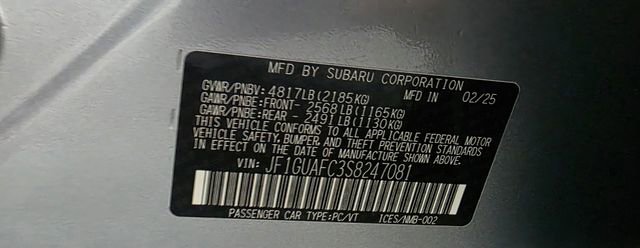 MFD BY SUBARU CORPORATION
GVWR/PNBV: 4817LB(2185KG) MFD IN 02/25
GAWR/PNBE:FRONT- 2568LB(1165KG)
GAWR/PNBE:REAR - 2491LB(1130KG)
THIS VEHICLE CONFORMS TO ALL APPLICABLE FEDERAL MOTOR
VEHICLE SAFETY, BUMPER, AND THEFT PREVENTION STANDARDS
IN EFFECT ON THE DATE OF MANUFACTURE SHOWN ABOVE.
VIN: JF1GUAFC3S8247081
PASSENGER CAR TYPE:PC/VT ICES/NMB-002